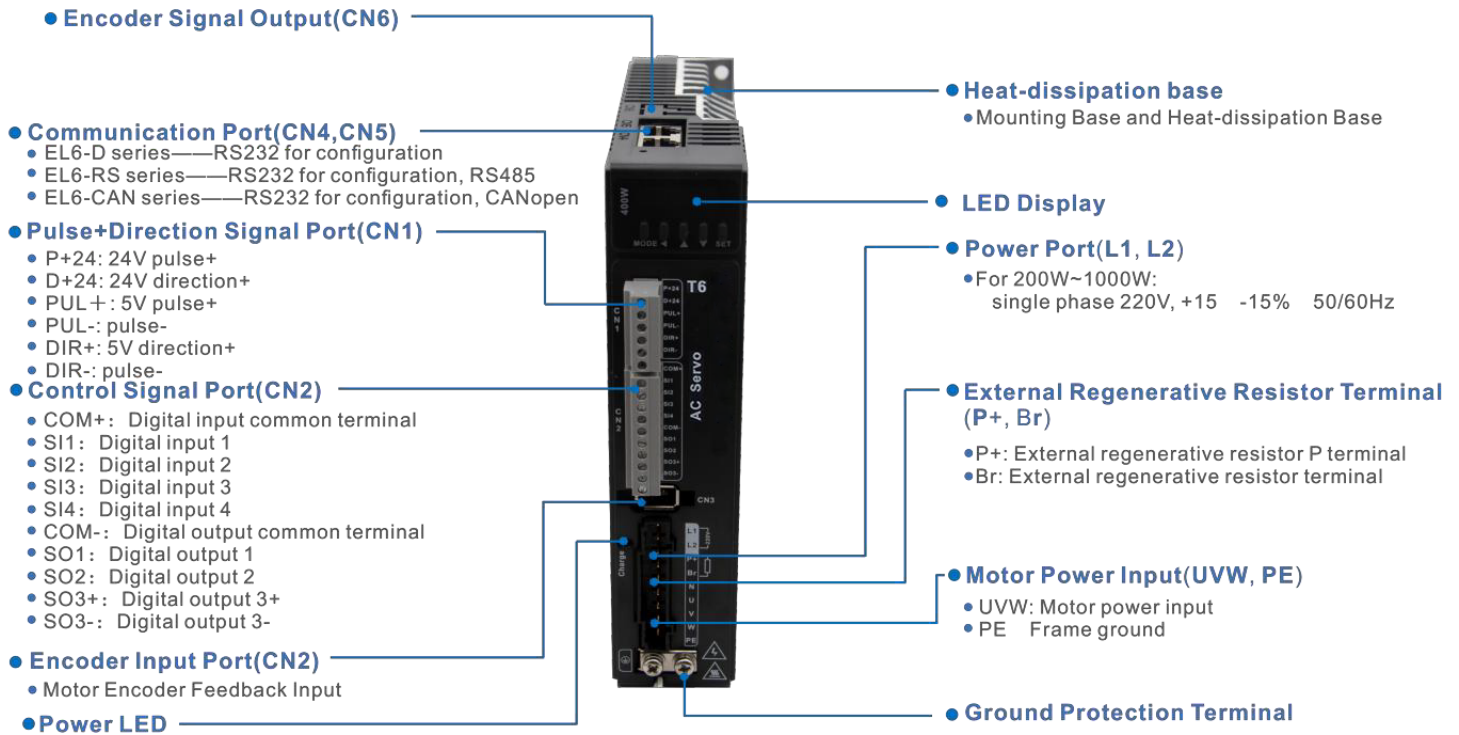 Encoder Signal Output(CN6)
Communication Port(CN4,CN5)
EL6-D series——RS232 for configuration
EL6-RS series——RS232 for configuration, RS485
EL6-CAN series——RS232 for configuration, CANopen
Pulse+Direction Signal Port(CN1)
P+24: 24V pulse+
D+24: 24V direction+
PUL+: 5V pulse+
PUL-: pulse-
DIR+: 5V direction+
DIR-: pulse-
Control Signal Port(CN2)
COM+: Digital input common terminal
SI1: Digital input 1
SI2: Digital input 2
SI3: Digital input 3
SI4: Digital input 4
COM-: Digital output common terminal
SO1: Digital output 1
SO2: Digital output 2
SO3+: Digital output 3+
SO3-: Digital output 3-
Encoder Input Port(CN2)
Motor Encoder Feedback Input
Power LED
400W
MODE
SET
T6
AC Servo
CN1
P+24
D+24
PUL+
PUL-
DIR+
DIR-
CN2
COM+
SI1
SI2
SI3
SI4
COM-
SO1
SO2
SO3+
SO3-
CN3
Charge
L1
L2
220V
P+
Br
N
U
V
W
PE
Heat-dissipation base
Mounting Base and Heat-dissipation Base
LED Display
Power Port(L1, L2)
For 200W~1000W:
single phase 220V, +15 -15% 50/60Hz
External Regenerative Resistor Terminal
(P+, Br)
P+: External regenerative resistor P terminal
Br: External regenerative resistor terminal
Motor Power Input(UVW, PE)
UVW: Motor power input
PE Frame ground
Ground Protection Terminal